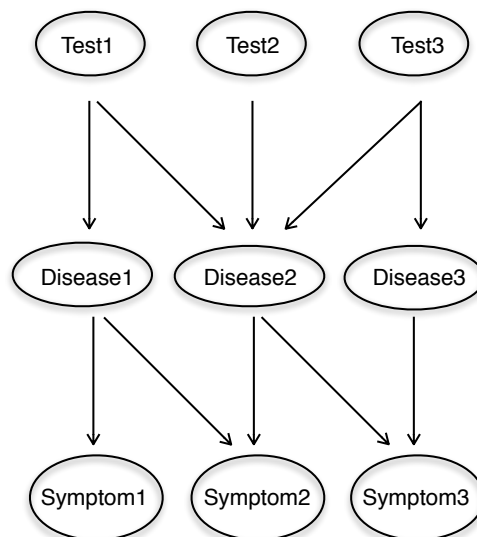 Test1
Test2
Test3
Disease1
Disease2
Disease3
Symptom1
Symptom2
Symptom3